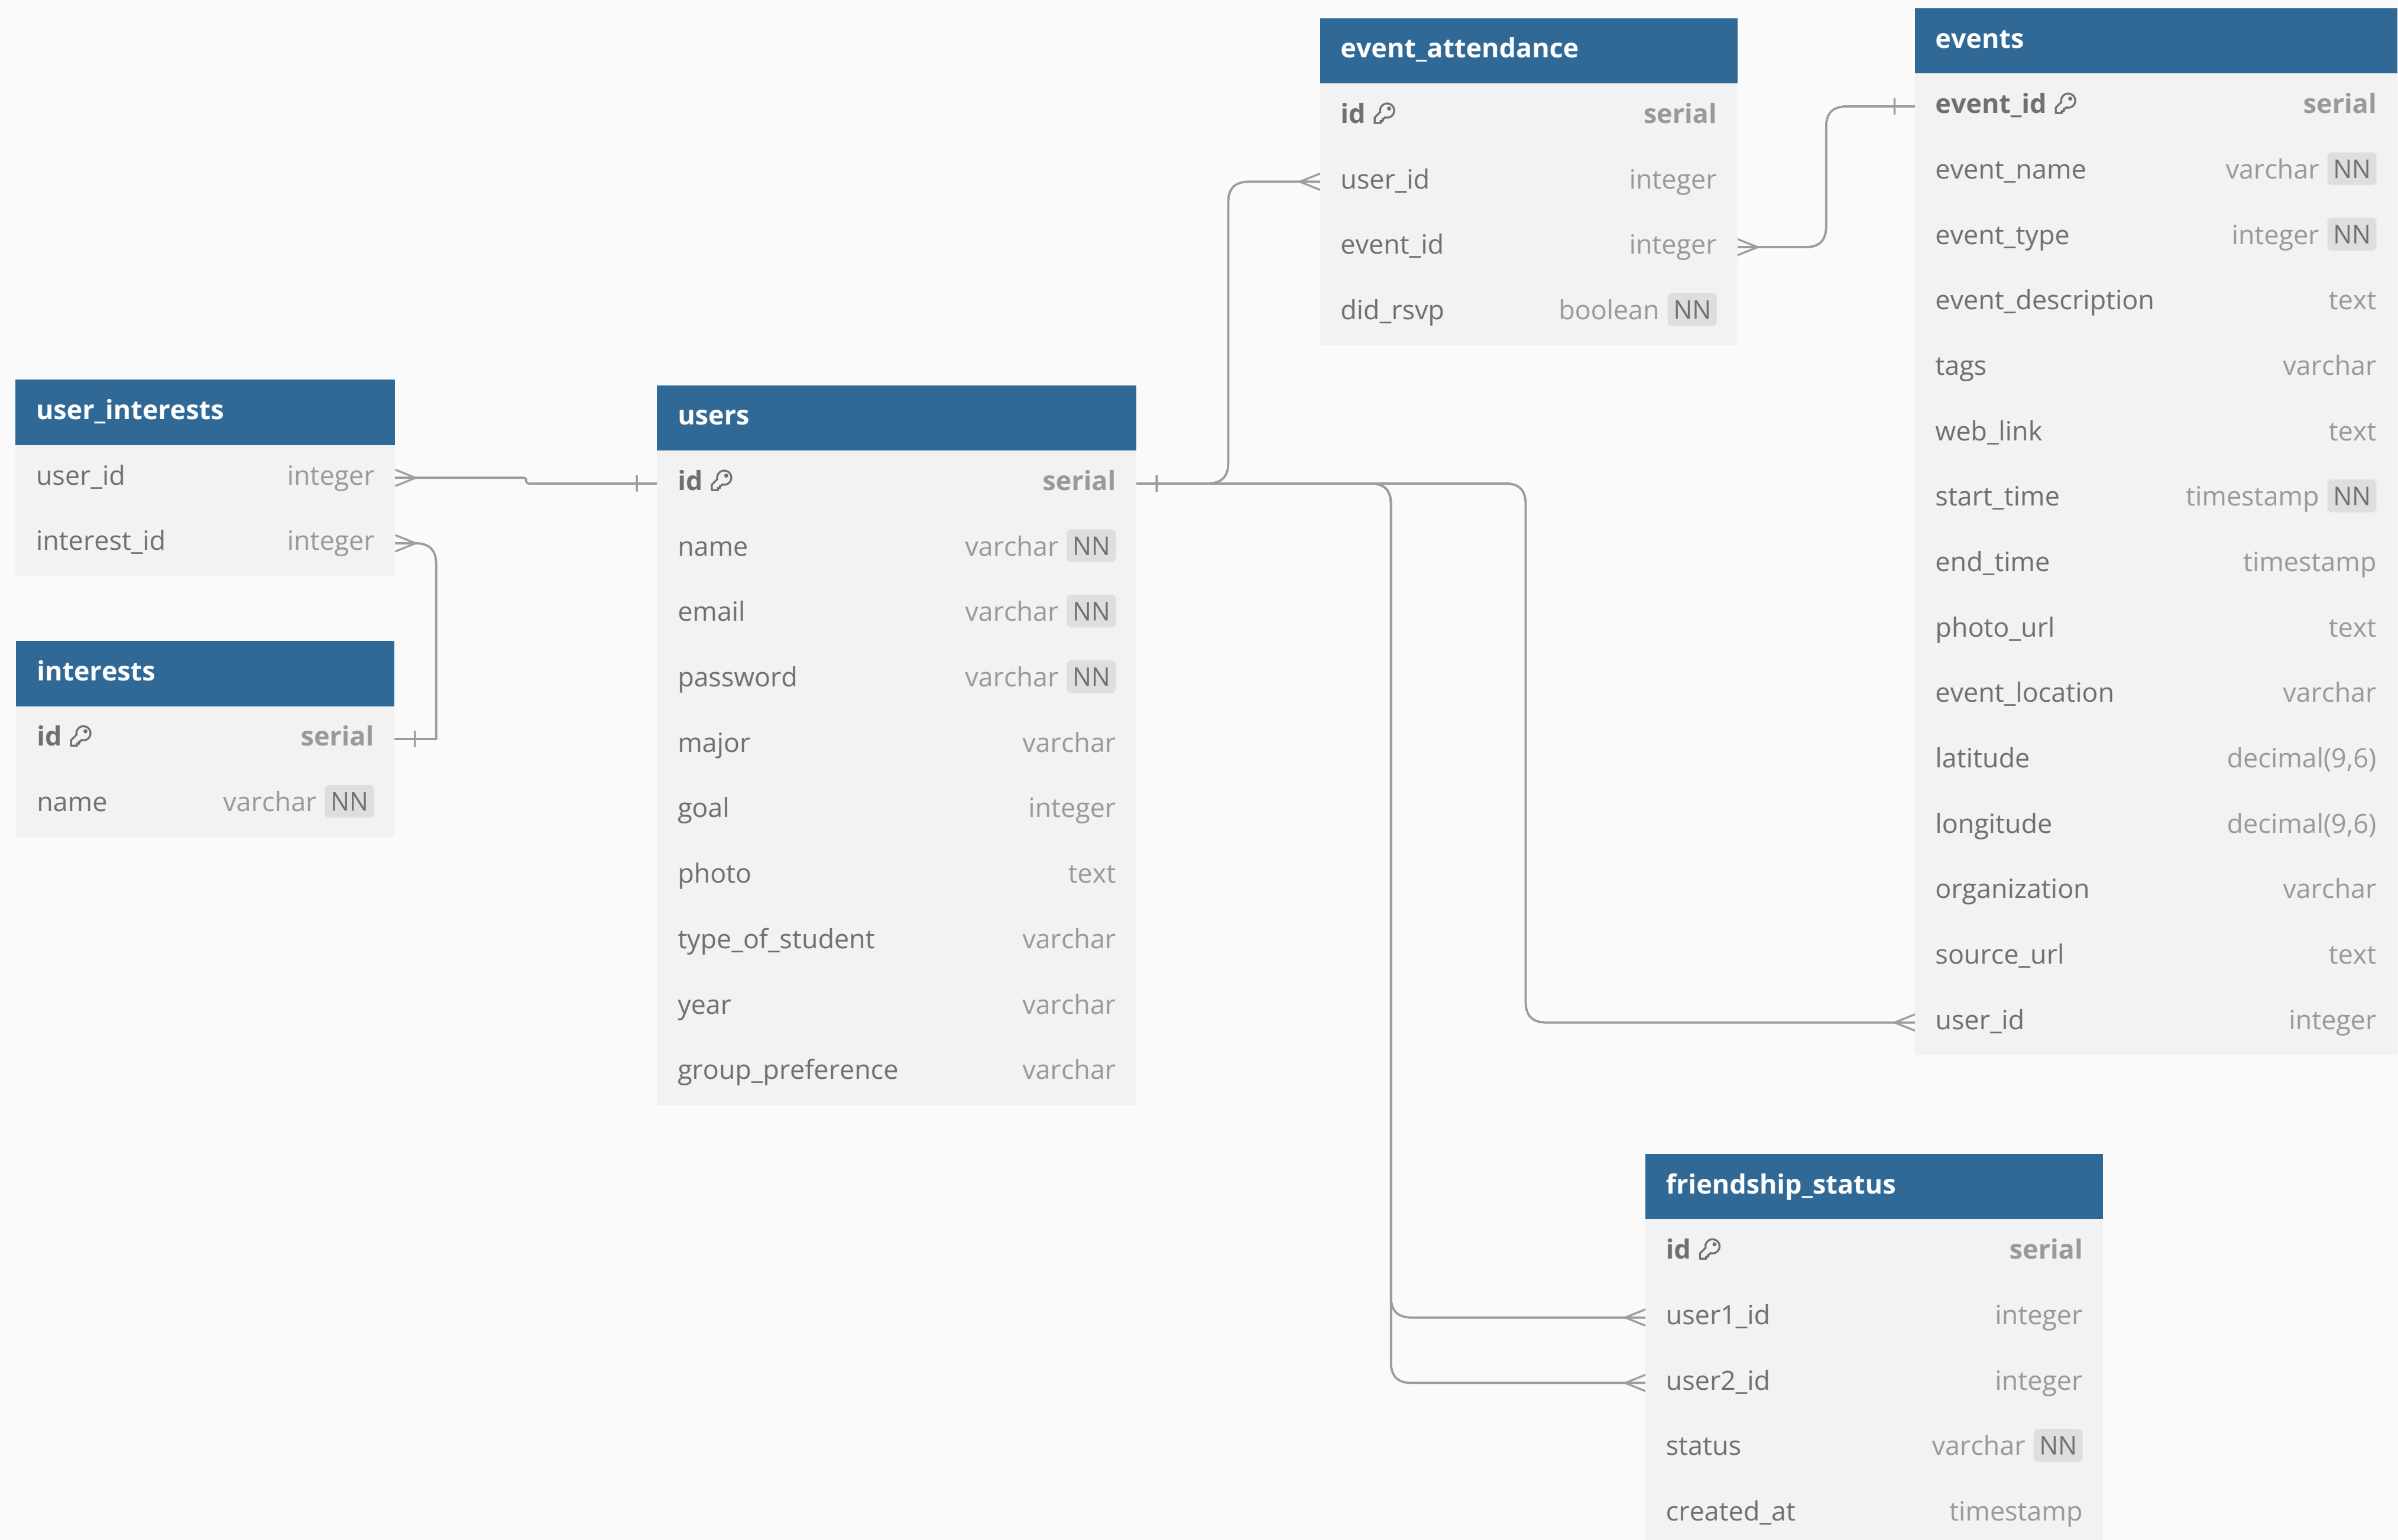 event_attendance
id serial
user_id integer
event_id integer
did_rsvp boolean NN
events
event_id serial
event_name varchar NN
event_type integer NN
event_description text
tags varchar
web_link text
start_time timestamp NN
end_time timestamp
photo_url text
event_location varchar
latitude decimal(9,6)
longitude decimal(9,6)
organization varchar
source_url text
user_id integer
user_interests
user_id integer
interest_id integer
interests
id serial
name varchar NN
users
id serial
name varchar NN
email varchar NN
password varchar NN
major varchar
goal integer
photo text
type_of_student varchar
year varchar
group_preference varchar
friendship_status
id serial
user1_id integer
user2_id integer
status varchar NN
created_at timestamp